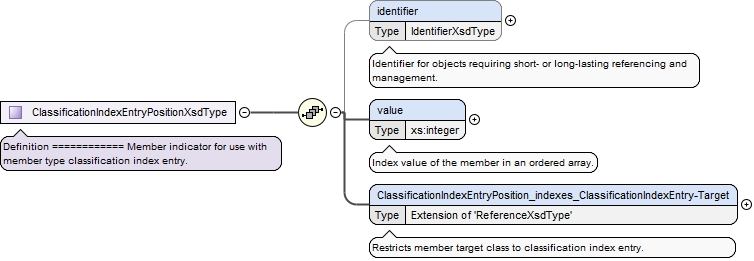 identifier
Type IdentifierXsdType
Identifier for objects requiring short- or long-lasting referencing and
management.
ClassificationIndexEntryPositionXsdType
Definition ============ Member indicator for use with
member type classification index entry.
value
Type xs:integer
Index value of the member in an ordered array.
ClassificationIndexEntryPosition_indexes_ClassificationIndexEntry-Target
Type Extension of 'ReferenceXsdType'
Restricts member target class to classification index entry.